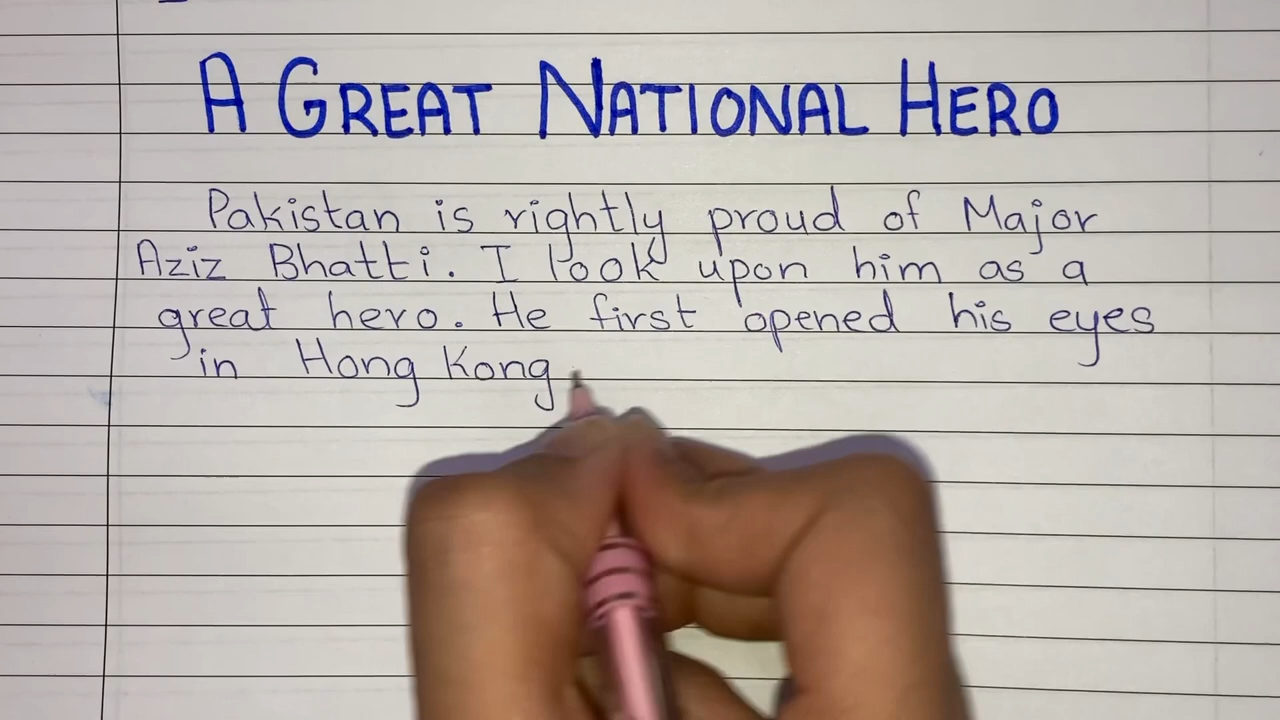 A GREAT NATIONAL HERO
Pakistan is rightly proud of Major
Aziz Bhatti. I look upon him as a
great hero. He first opened his eyes
in Hong Kong